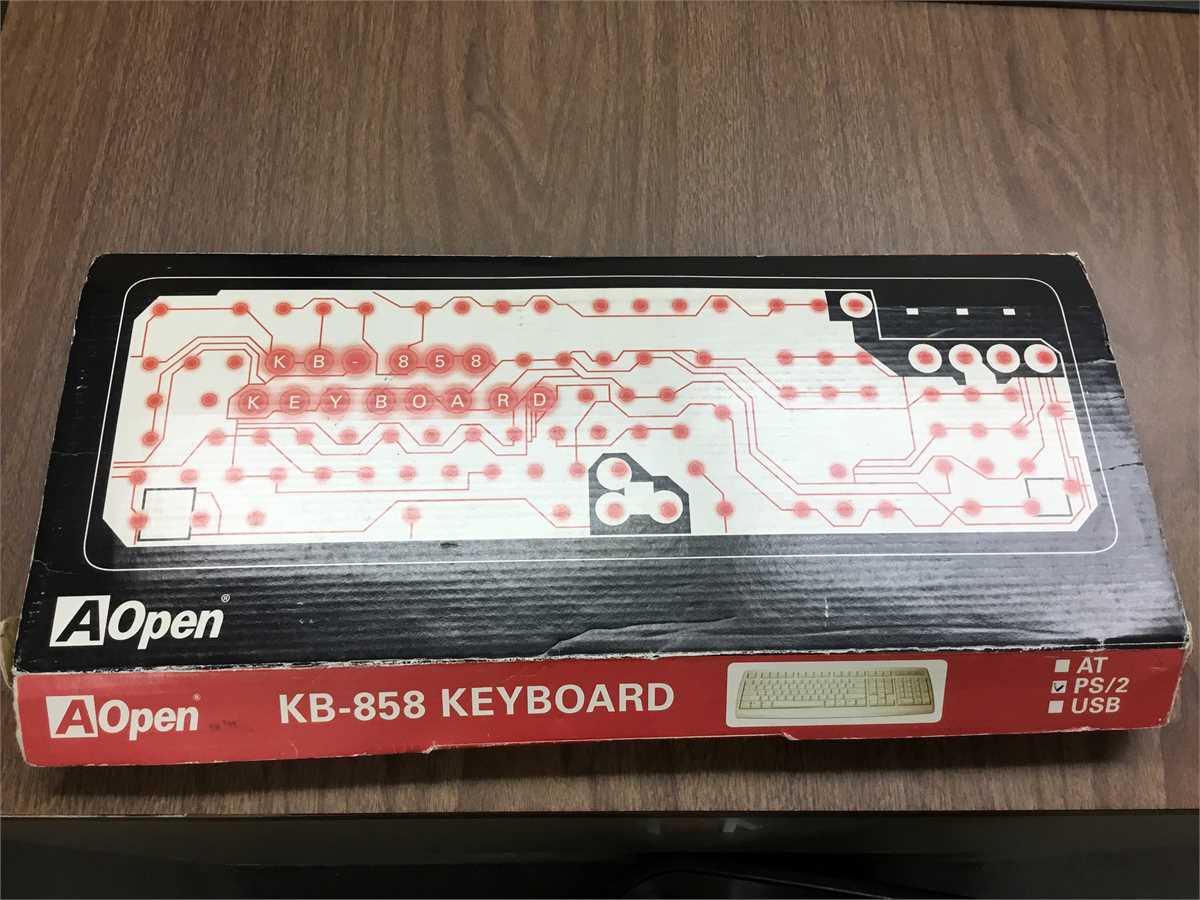 KB-858
KEYBOARD
AOpen®
AOpen®
KB-858 KEYBOARD
AT
PS/2
USB